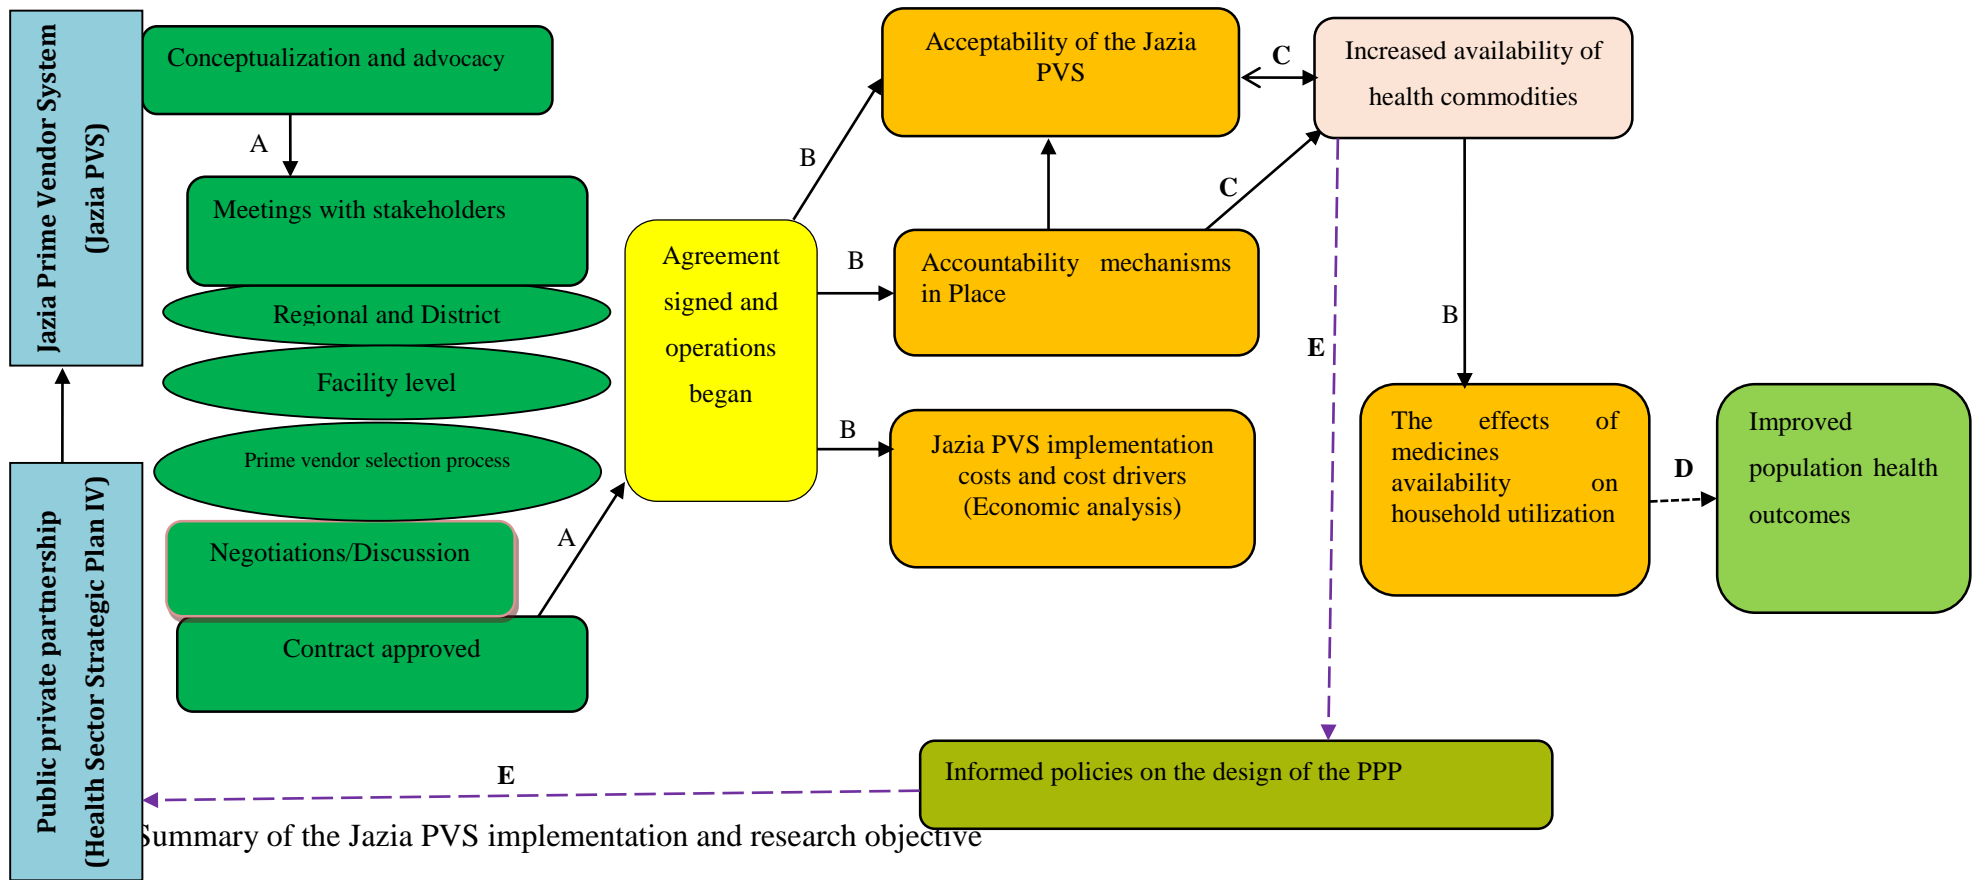 Jazia Prime Vendor System
(Jazia PVS)
Public private partnership
(Health Sector Strategic Plan IV)
Conceptualization and advocacy
A
Meetings with stakeholders
Regional and District
Facility level
Prime vendor selection process
Negotiations/Discussion
Contract approved
A
Agreement
signed and
operations
began
B
B
B
Acceptability of the Jazia
PVS
Accountability mechanisms
in Place
Jazia PVS implementation
costs and cost drivers
(Economic analysis)
C
C
Increased availability of
health commodities
E
B
The effects of
medicines
availability on
household utilization
D
Improved
population health
outcomes
Informed policies on the design of the PPP
E
Summary of the Jazia PVS implementation and research objective